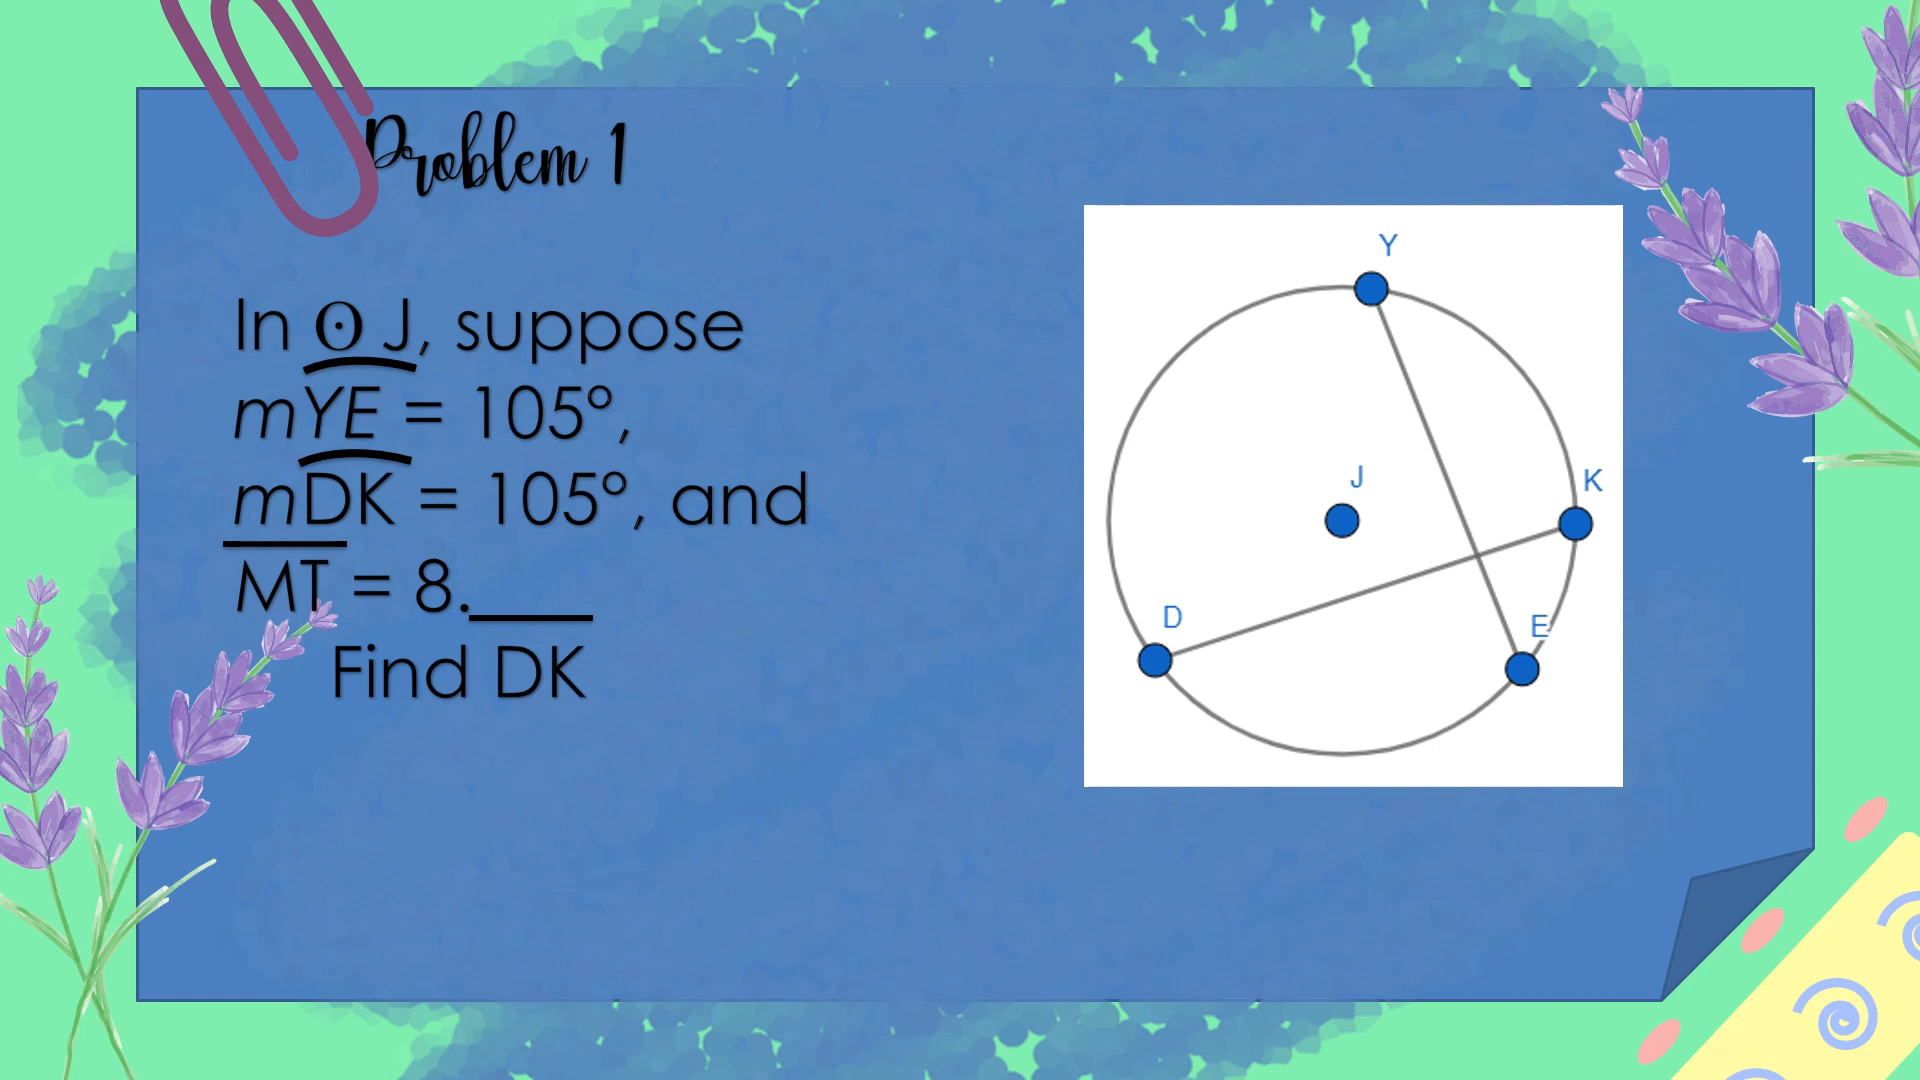 Problem 1
In ʘ J, suppose
mYE = 105°,
mDK = 105°, and
MT = 8.
Find DK
Y
K
J
D
E